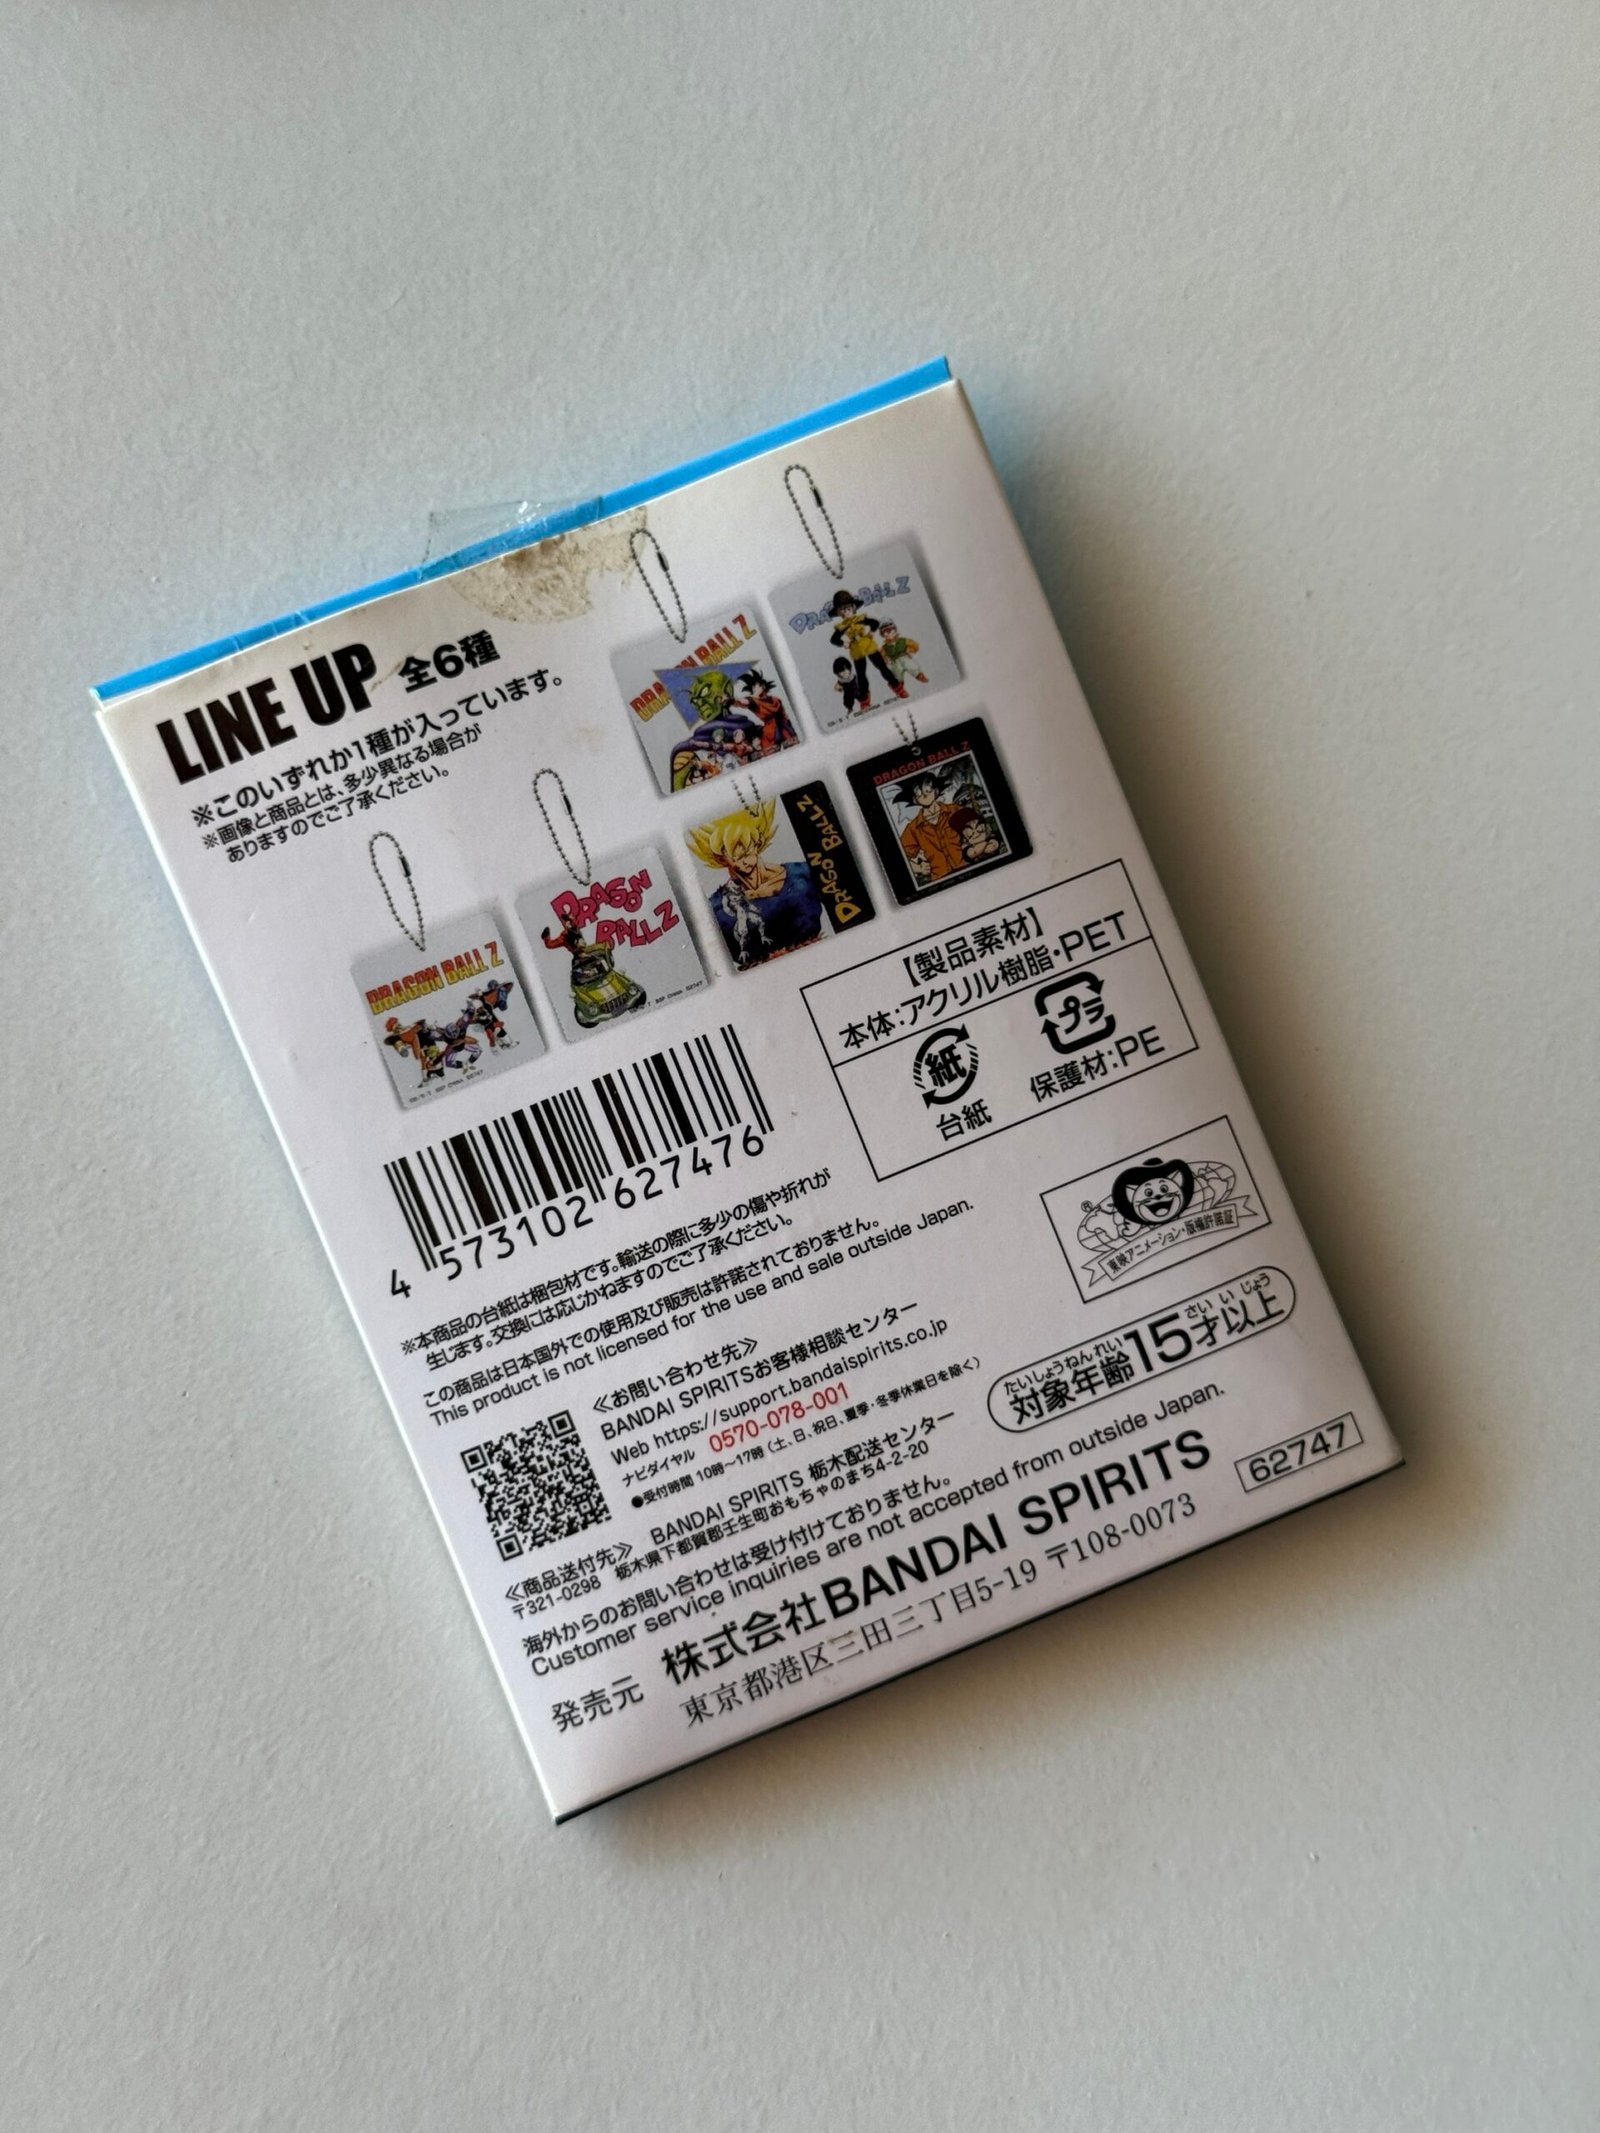 LINE UP 全6種
※このいずれか1種が入っています。
※画像と商品とは、多少異なる場合が
ありますのでご了承ください。
DRAGON BALL Z
DRAGON BALL Z
DRAGON BALL Z
DRAGON BALL Z
DRAGON BALL Z
DRAGON BALL Z
【製品素材】
本体:アクリル樹脂・PET
紙
台紙
プラ
保護材:PE
4 573102 627476
※本商品の台紙は梱包材です。輸送の際に多少の傷や折れが
生じます。交換には応じかねますのでご了承ください。
この商品は日本国外での使用及び販売は許諾されておりません。
This product is not licensed for the use and sale outside Japan.
®
東映アニメーション・版権許諾証
たいしょうねんれい さい いじょう
対象年齢15才以上
≪お問い合わせ先≫
BANDAI SPIRITSお客様相談センター
Web https://support.bandaispirits.co.jp
ナビダイヤル 0570-078-001
●受付時間 10時〜17時(土、日、祝日、夏季・冬季休業日を除く)
≪商品送付先≫ BANDAI SPIRITS 栃木配送センター
〒321-0298 栃木県下都賀郡壬生町おもちゃのまち4-2-20
海外からのお問い合わせは受け付けておりません。
Customer service inquiries are not accepted from outside Japan.
発売元 株式会社BANDAI SPIRITS
東京都港区三田三丁目5-19 〒108-0073
62747